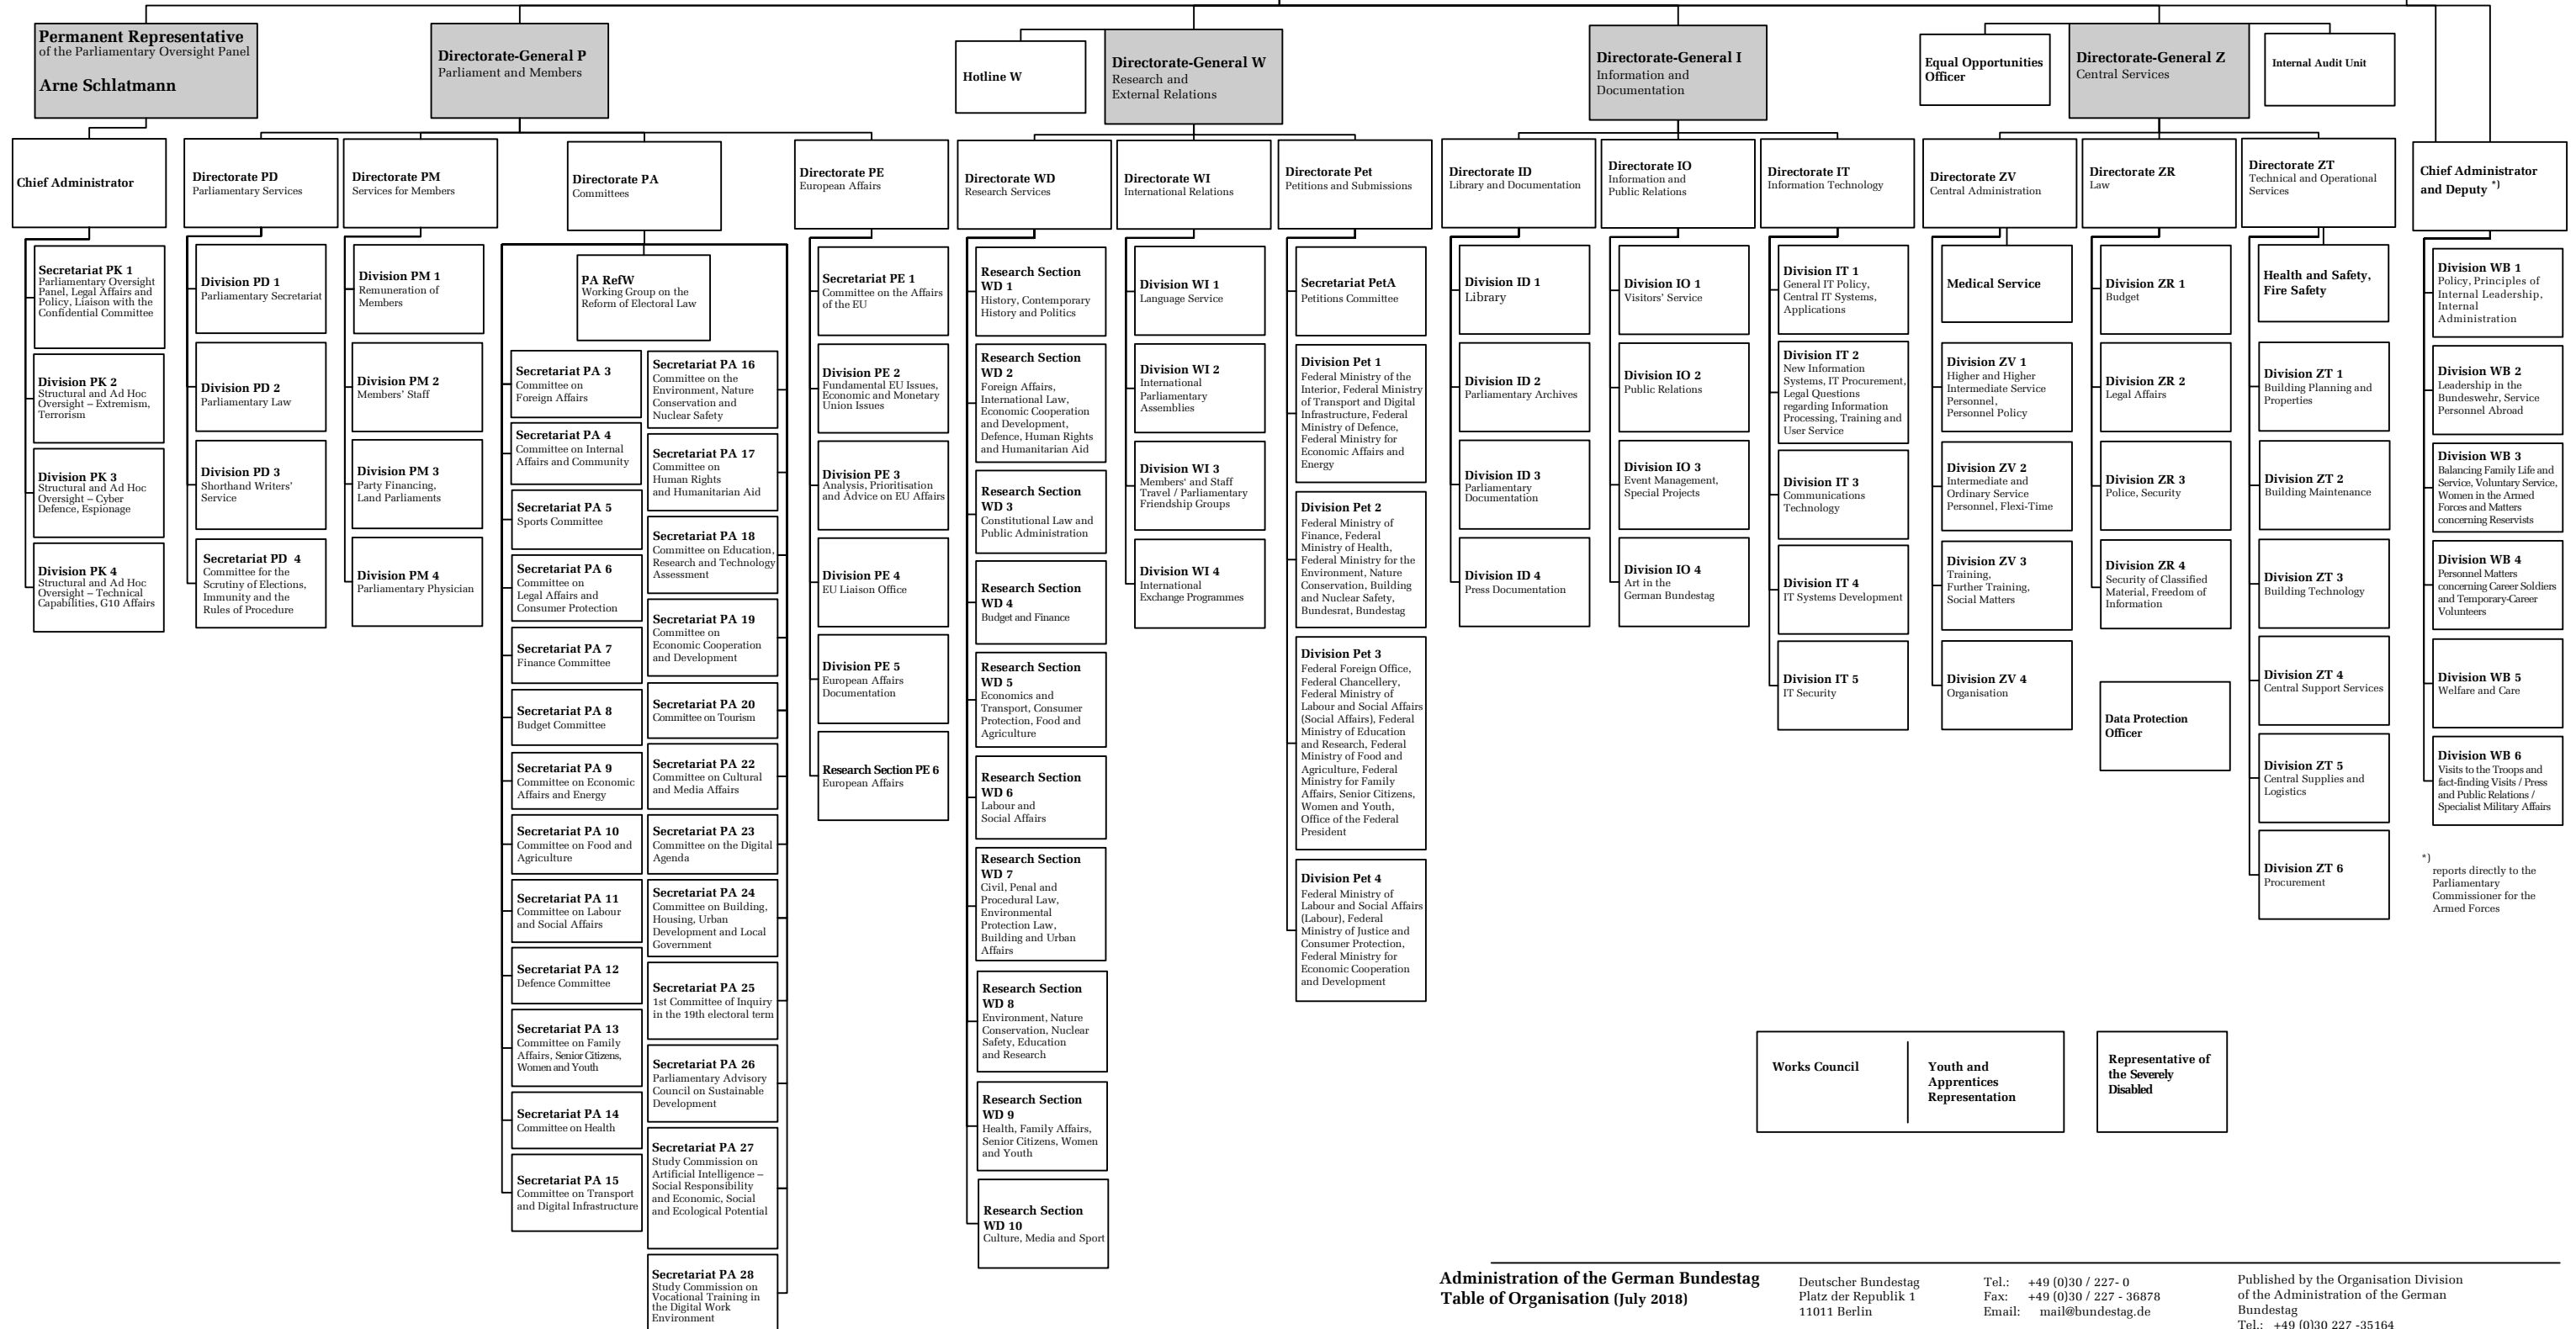 Permanent Representative
of the Parliamentary Oversight Panel
Arne Schlatmann
Directorate-General P
Parliament and Members
Hotline W
Directorate-General W
Research and
External Relations
Directorate-General I
Information and
Documentation
Equal Opportunities
Officer
Directorate-General Z
Central Services
Internal Audit Unit
Chief Administrator
Directorate PD
Parliamentary Services
Directorate PM
Services for Members
Directorate PA
Committees
Directorate PE
European Affairs
Directorate WD
Research Services
Directorate WI
International Relations
Directorate Pet
Petitions and Submissions
Directorate ID
Library and Documentation
Directorate IO
Information and
Public Relations
Directorate IT
Information Technology
Directorate ZV
Central Administration
Directorate ZR
Law
Directorate ZT
Technical and Operational
Services
Chief Administrator
and Deputy *)
Secretariat PK 1
Parliamentary Oversight
Panel, Legal Affairs and
Policy, Liaison with the
Confidential Committee
Division PK 2
Structural and Ad Hoc
Oversight – Extremism,
Terrorism
Division PK 3
Structural and Ad Hoc
Oversight – Cyber
Defence, Espionage
Division PK 4
Structural and Ad Hoc
Oversight – Technical
Capabilities, G10 Affairs
Division PD 1
Parliamentary Secretariat
Division PD 2
Parliamentary Law
Division PD 3
Shorthand Writers'
Service
Secretariat PD 4
Committee for the
Scrutiny of Elections,
Immunity and the
Rules of Procedure
Division PM 1
Remuneration of
Members
Division PM 2
Members' Staff
Division PM 3
Party Financing,
Land Parliaments
Division PM 4
Parliamentary Physician
PA RefW
Working Group on the
Reform of Electoral Law
Secretariat PA 3
Committee on
Foreign Affairs
Secretariat PA 4
Committee on Internal
Affairs and Community
Secretariat PA 5
Sports Committee
Secretariat PA 6
Committee on
Legal Affairs and
Consumer Protection
Secretariat PA 7
Finance Committee
Secretariat PA 8
Budget Committee
Secretariat PA 9
Committee on Economic
Affairs and Energy
Secretariat PA 10
Committee on Food and
Agriculture
Secretariat PA 11
Committee on Labour
and Social Affairs
Secretariat PA 12
Defence Committee
Secretariat PA 13
Committee on Family
Affairs, Senior Citizens,
Women and Youth
Secretariat PA 14
Committee on Health
Secretariat PA 15
Committee on Transport
and Digital Infrastructure
Secretariat PA 16
Committee on the
Environment, Nature
Conservation and
Nuclear Safety
Secretariat PA 17
Committee on
Human Rights
and Humanitarian Aid
Secretariat PA 18
Committee on Education,
Research and Technology
Assessment
Secretariat PA 19
Committee on
Economic Cooperation
and Development
Secretariat PA 20
Committee on Tourism
Secretariat PA 22
Committee on Cultural
and Media Affairs
Secretariat PA 23
Committee on the Digital
Agenda
Secretariat PA 24
Committee on Building,
Housing, Urban
Development and Local
Government
Secretariat PA 25
1st Committee of Inquiry
in the 19th electoral term
Secretariat PA 26
Parliamentary Advisory
Council on Sustainable
Development
Secretariat PA 27
Study Commission on
Artificial Intelligence –
Social Responsibility
and Economic, Social
and Ecological Potential
Secretariat PA 28
Study Commission on
Vocational Training in
the Digital Work
Environment
Secretariat PE 1
Committee on the Affairs
of the EU
Division PE 2
Fundamental EU Issues,
Economic and Monetary
Union Issues
Division PE 3
Analysis, Prioritisation
and Advice on EU Affairs
Division PE 4
EU Liaison Office
Division PE 5
European Affairs
Documentation
Research Section PE 6
European Affairs
Research Section
WD 1
History, Contemporary
History and Politics
Research Section
WD 2
Foreign Affairs,
International Law,
Economic Cooperation
and Development,
Defence, Human Rights
and Humanitarian Aid
Research Section
WD 3
Constitutional Law and
Public Administration
Research Section
WD 4
Budget and Finance
Research Section
WD 5
Economics and
Transport, Consumer
Protection, Food and
Agriculture
Research Section
WD 6
Labour and
Social Affairs
Research Section
WD 7
Civil, Penal and
Procedural Law,
Environmental
Protection Law,
Building and Urban
Affairs
Research Section
WD 8
Environment, Nature
Conservation, Nuclear
Safety, Education
and Research
Research Section
WD 9
Health, Family Affairs,
Senior Citizens, Women
and Youth
Research Section
WD 10
Culture, Media and Sport
Division WI 1
Language Service
Division WI 2
International
Parliamentary
Assemblies
Division WI 3
Members' and Staff
Travel / Parliamentary
Friendship Groups
Division WI 4
International
Exchange Programmes
Secretariat PetA
Petitions Committee
Division Pet 1
Federal Ministry of the
Interior, Federal Ministry
of Transport and Digital
Infrastructure, Federal
Ministry of Defence,
Federal Ministry for
Economic Affairs and
Energy
Division Pet 2
Federal Ministry of
Finance, Federal
Ministry of Health,
Federal Ministry for the
Environment, Nature
Conservation, Building
and Nuclear Safety,
Bundesrat, Bundestag
Division Pet 3
Federal Foreign Office,
Federal Chancellery,
Federal Ministry of
Labour and Social Affairs
(Social Affairs), Federal
Ministry of Education
and Research, Federal
Ministry of Food and
Agriculture, Federal
Ministry for Family
Affairs, Senior Citizens,
Women and Youth,
Office of the Federal
President
Division Pet 4
Federal Ministry of
Labour and Social Affairs
(Labour), Federal
Ministry of Justice and
Consumer Protection,
Federal Ministry for
Economic Cooperation
and Development
Division ID 1
Library
Division ID 2
Parliamentary Archives
Division ID 3
Parliamentary
Documentation
Division ID 4
Press Documentation
Division IO 1
Visitors' Service
Division IO 2
Public Relations
Division IO 3
Event Management,
Special Projects
Division IO 4
Art in the
German Bundestag
Division IT 1
General IT Policy,
Central IT Systems,
Applications
Division IT 2
New Information
Systems, IT Procurement,
Legal Questions
regarding Information
Processing, Training and
User Service
Division IT 3
Communications
Technology
Division IT 4
IT Systems Development
Division IT 5
IT Security
Medical Service
Division ZV 1
Higher and Higher
Intermediate Service
Personnel,
Personnel Policy
Division ZV 2
Intermediate and
Ordinary Service
Personnel, Flexi-Time
Division ZV 3
Training,
Further Training,
Social Matters
Division ZV 4
Organisation
Division ZR 1
Budget
Division ZR 2
Legal Affairs
Division ZR 3
Police, Security
Division ZR 4
Security of Classified
Material, Freedom of
Information
Data Protection
Officer
Health and Safety,
Fire Safety
Division ZT 1
Building Planning and
Properties
Division ZT 2
Building Maintenance
Division ZT 3
Building Technology
Division ZT 4
Central Support Services
Division ZT 5
Central Supplies and
Logistics
Division ZT 6
Procurement
Division WB 1
Policy, Principles of
Internal Leadership,
Internal
Administration
Division WB 2
Leadership in the
Bundeswehr, Service
Personnel Abroad
Division WB 3
Balancing Family Life and
Service, Voluntary Service,
Women in the Armed
Forces and Matters
concerning Reservists
Division WB 4
Personnel Matters
concerning Career Soldiers
and Temporary-Career
Volunteers
Division WB 5
Welfare and Care
Division WB 6
Visits to the Troops and
fact-finding Visits / Press
and Public Relations /
Specialist Military Affairs
*)
reports directly to the
Parliamentary
Commissioner for the
Armed Forces
Works Council
Youth and
Apprentices
Representation
Representative of
the Severely
Disabled
Administration of the German Bundestag
Table of Organisation (July 2018)
Deutscher Bundestag
Platz der Republik 1
11011 Berlin
Tel.: +49 (0)30 / 227- 0
Fax: +49 (0)30 / 227 - 36878
Email: mail@bundestag.de
Published by the Organisation Division
of the Administration of the German
Bundestag
Tel.: +49 (0)30 227 -35164